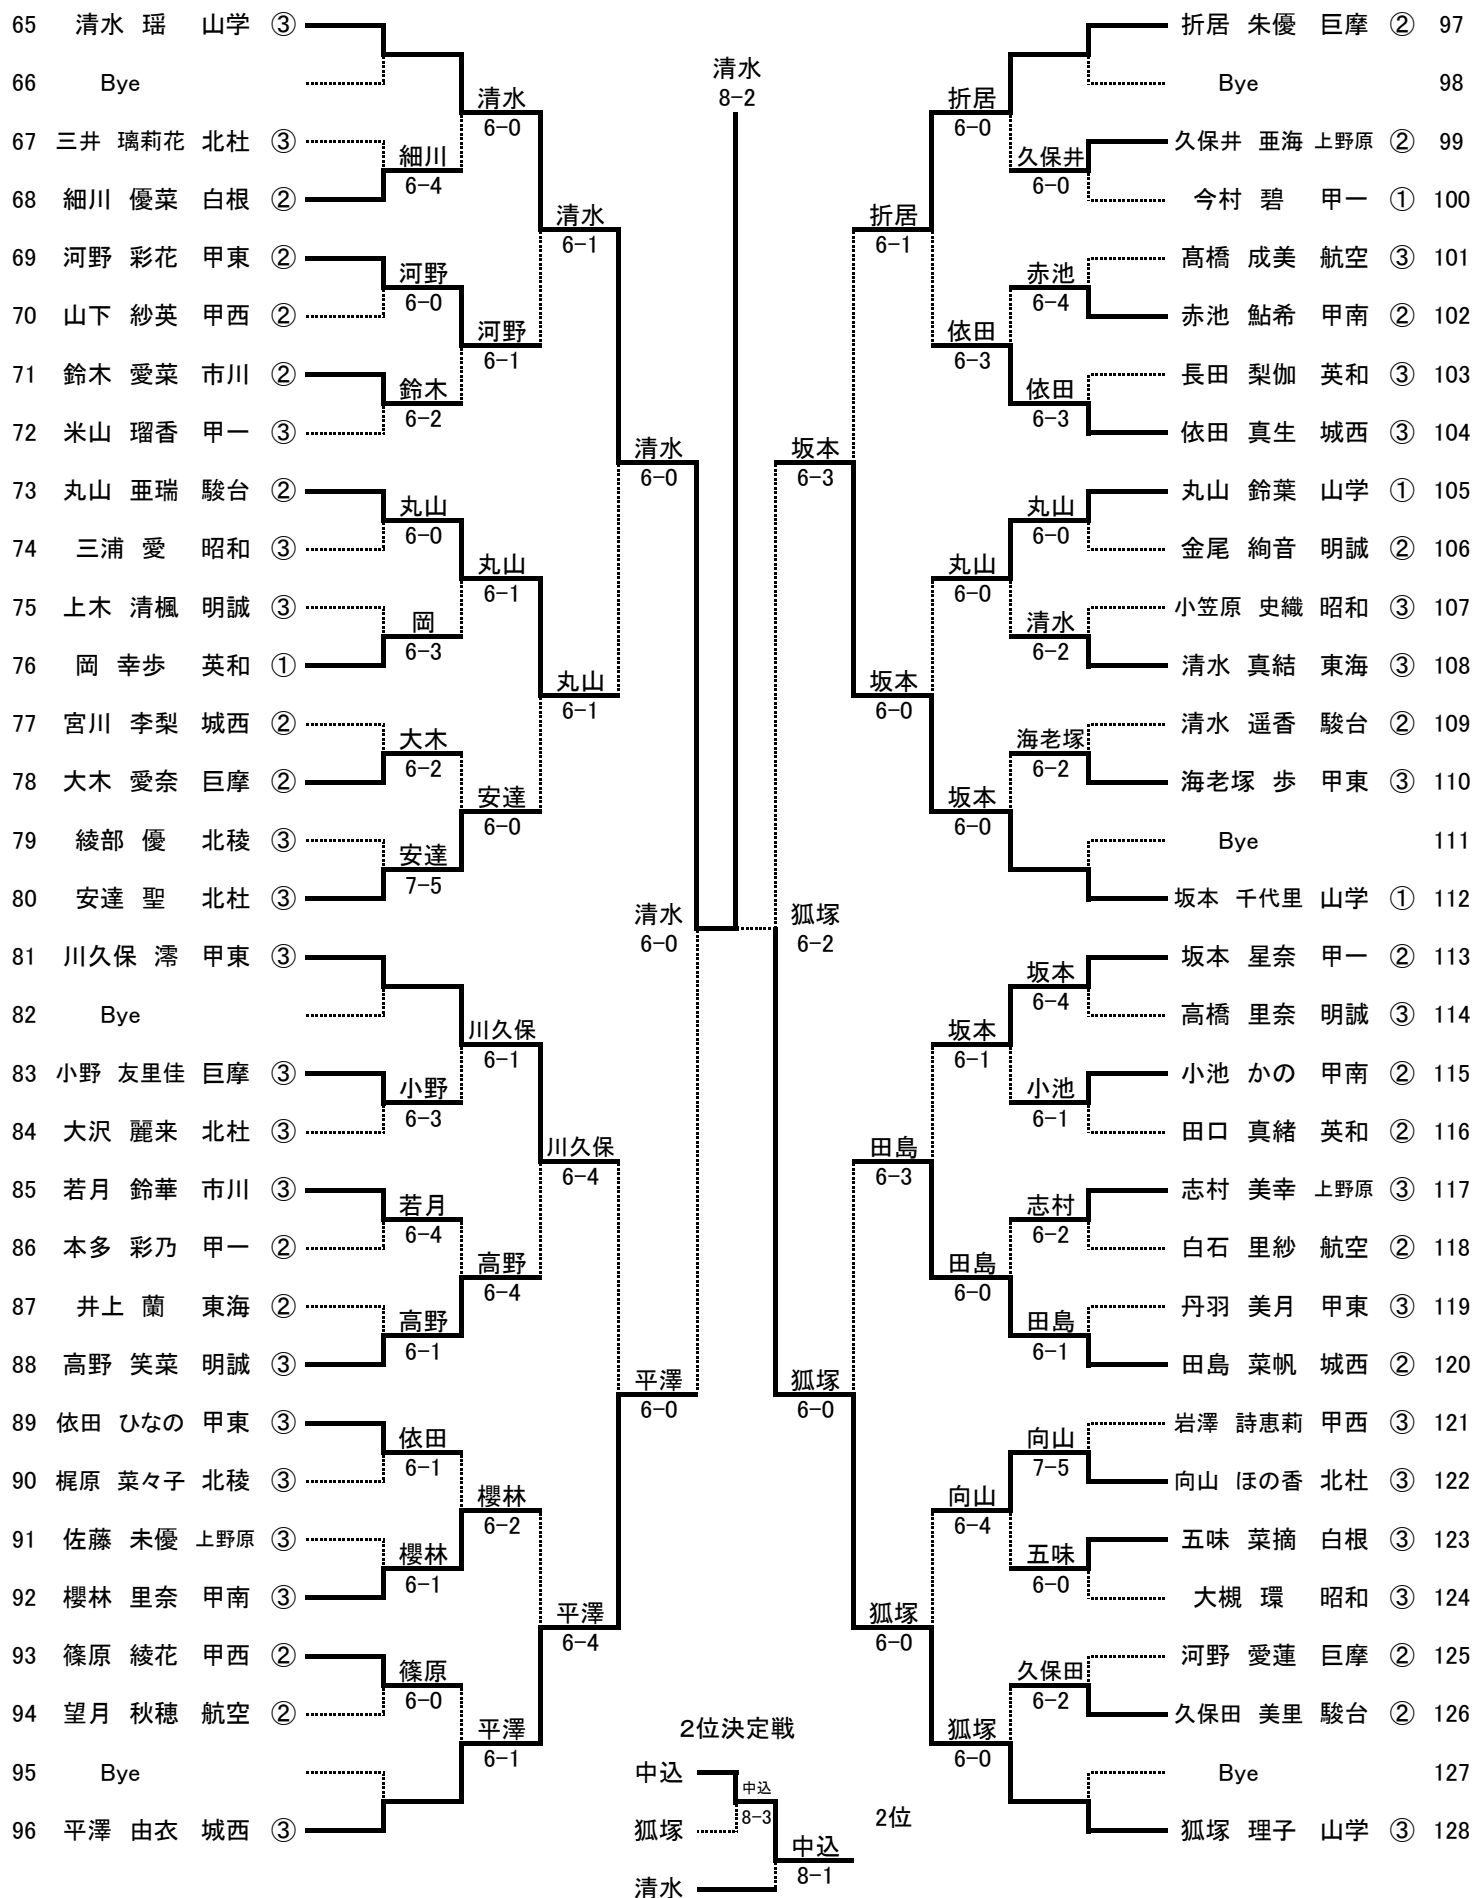 65 清水 瑶 山学 ③
66 Bye
67 三井 璃莉花 北杜 ③
68 細川 優菜 白根 ②
69 河野 彩花 甲東 ②
70 山下 紗英 甲西 ②
71 鈴木 愛菜 市川 ②
72 米山 瑠香 甲一 ③
73 丸山 亜瑞 駿台 ②
74 三浦 愛 昭和 ③
75 上木 清楓 明誠 ③
76 岡 幸歩 英和 ①
77 宮川 李梨 城西 ②
78 大木 愛奈 巨摩 ②
79 綾部 優 北稜 ③
80 安達 聖 北杜 ③
81 川久保 澪 甲東 ③
82 Bye
83 小野 友里佳 巨摩 ③
84 大沢 麗来 北杜 ③
85 若月 鈴華 市川 ③
86 本多 彩乃 甲一 ②
87 井上 蘭 東海 ②
88 高野 笑菜 明誠 ③
89 依田 ひなの 甲東 ③
90 梶原 菜々子 北稜 ③
91 佐藤 未優 上野原 ③
92 櫻林 里奈 甲南 ③
93 篠原 綾花 甲西 ②
94 望月 秋穂 航空 ②
95 Bye
96 平澤 由衣 城西 ③
細川
6-4
河野
6-0
鈴木
6-2
丸山
6-0
岡
6-3
大木
6-2
安達
7-5
小野
6-3
若月
6-4
高野
6-1
依田
6-1
櫻林
6-1
篠原
6-0
清水
6-0
河野
6-1
丸山
6-1
安達
6-0
川久保
6-1
高野
6-4
櫻林
6-2
平澤
6-1
清水
6-1
丸山
6-1
川久保
6-4
平澤
6-4
清水
6-0
平澤
6-0
清水
6-0
清水
8-2
狐塚
6-2
坂本
6-3
狐塚
6-0
折居
6-1
坂本
6-0
田島
6-3
狐塚
6-0
折居
6-0
依田
6-3
丸山
6-0
坂本
6-0
坂本
6-1
田島
6-0
向山
6-4
狐塚
6-0
久保井
6-0
赤池
6-4
依田
6-3
丸山
6-0
清水
6-2
海老塚
6-2
坂本
6-4
小池
6-1
志村
6-2
田島
6-1
向山
7-5
五味
6-0
久保田
6-2
折居 朱優 巨摩 ② 97
Bye 98
久保井 亜海 上野原 ② 99
今村 碧 甲一 ① 100
髙橋 成美 航空 ③ 101
赤池 鮎希 甲南 ② 102
長田 梨伽 英和 ③ 103
依田 真生 城西 ③ 104
丸山 鈴葉 山学 ① 105
金尾 絢音 明誠 ② 106
小笠原 史織 昭和 ③ 107
清水 真結 東海 ③ 108
清水 遥香 駿台 ② 109
海老塚 歩 甲東 ③ 110
Bye 111
坂本 千代里 山学 ① 112
坂本 星奈 甲一 ② 113
高橋 里奈 明誠 ③ 114
小池 かの 甲南 ② 115
田口 真緒 英和 ② 116
志村 美幸 上野原 ③ 117
白石 里紗 航空 ② 118
丹羽 美月 甲東 ③ 119
田島 菜帆 城西 ② 120
岩澤 詩恵莉 甲西 ③ 121
向山 ほの香 北杜 ③ 122
五味 菜摘 白根 ③ 123
大槻 環 昭和 ③ 124
河野 愛蓮 巨摩 ② 125
久保田 美里 駿台 ② 126
Bye 127
狐塚 理子 山学 ③ 128
２位決定戦
中込
狐塚
清水
中込
8-3
中込
8-1
2位